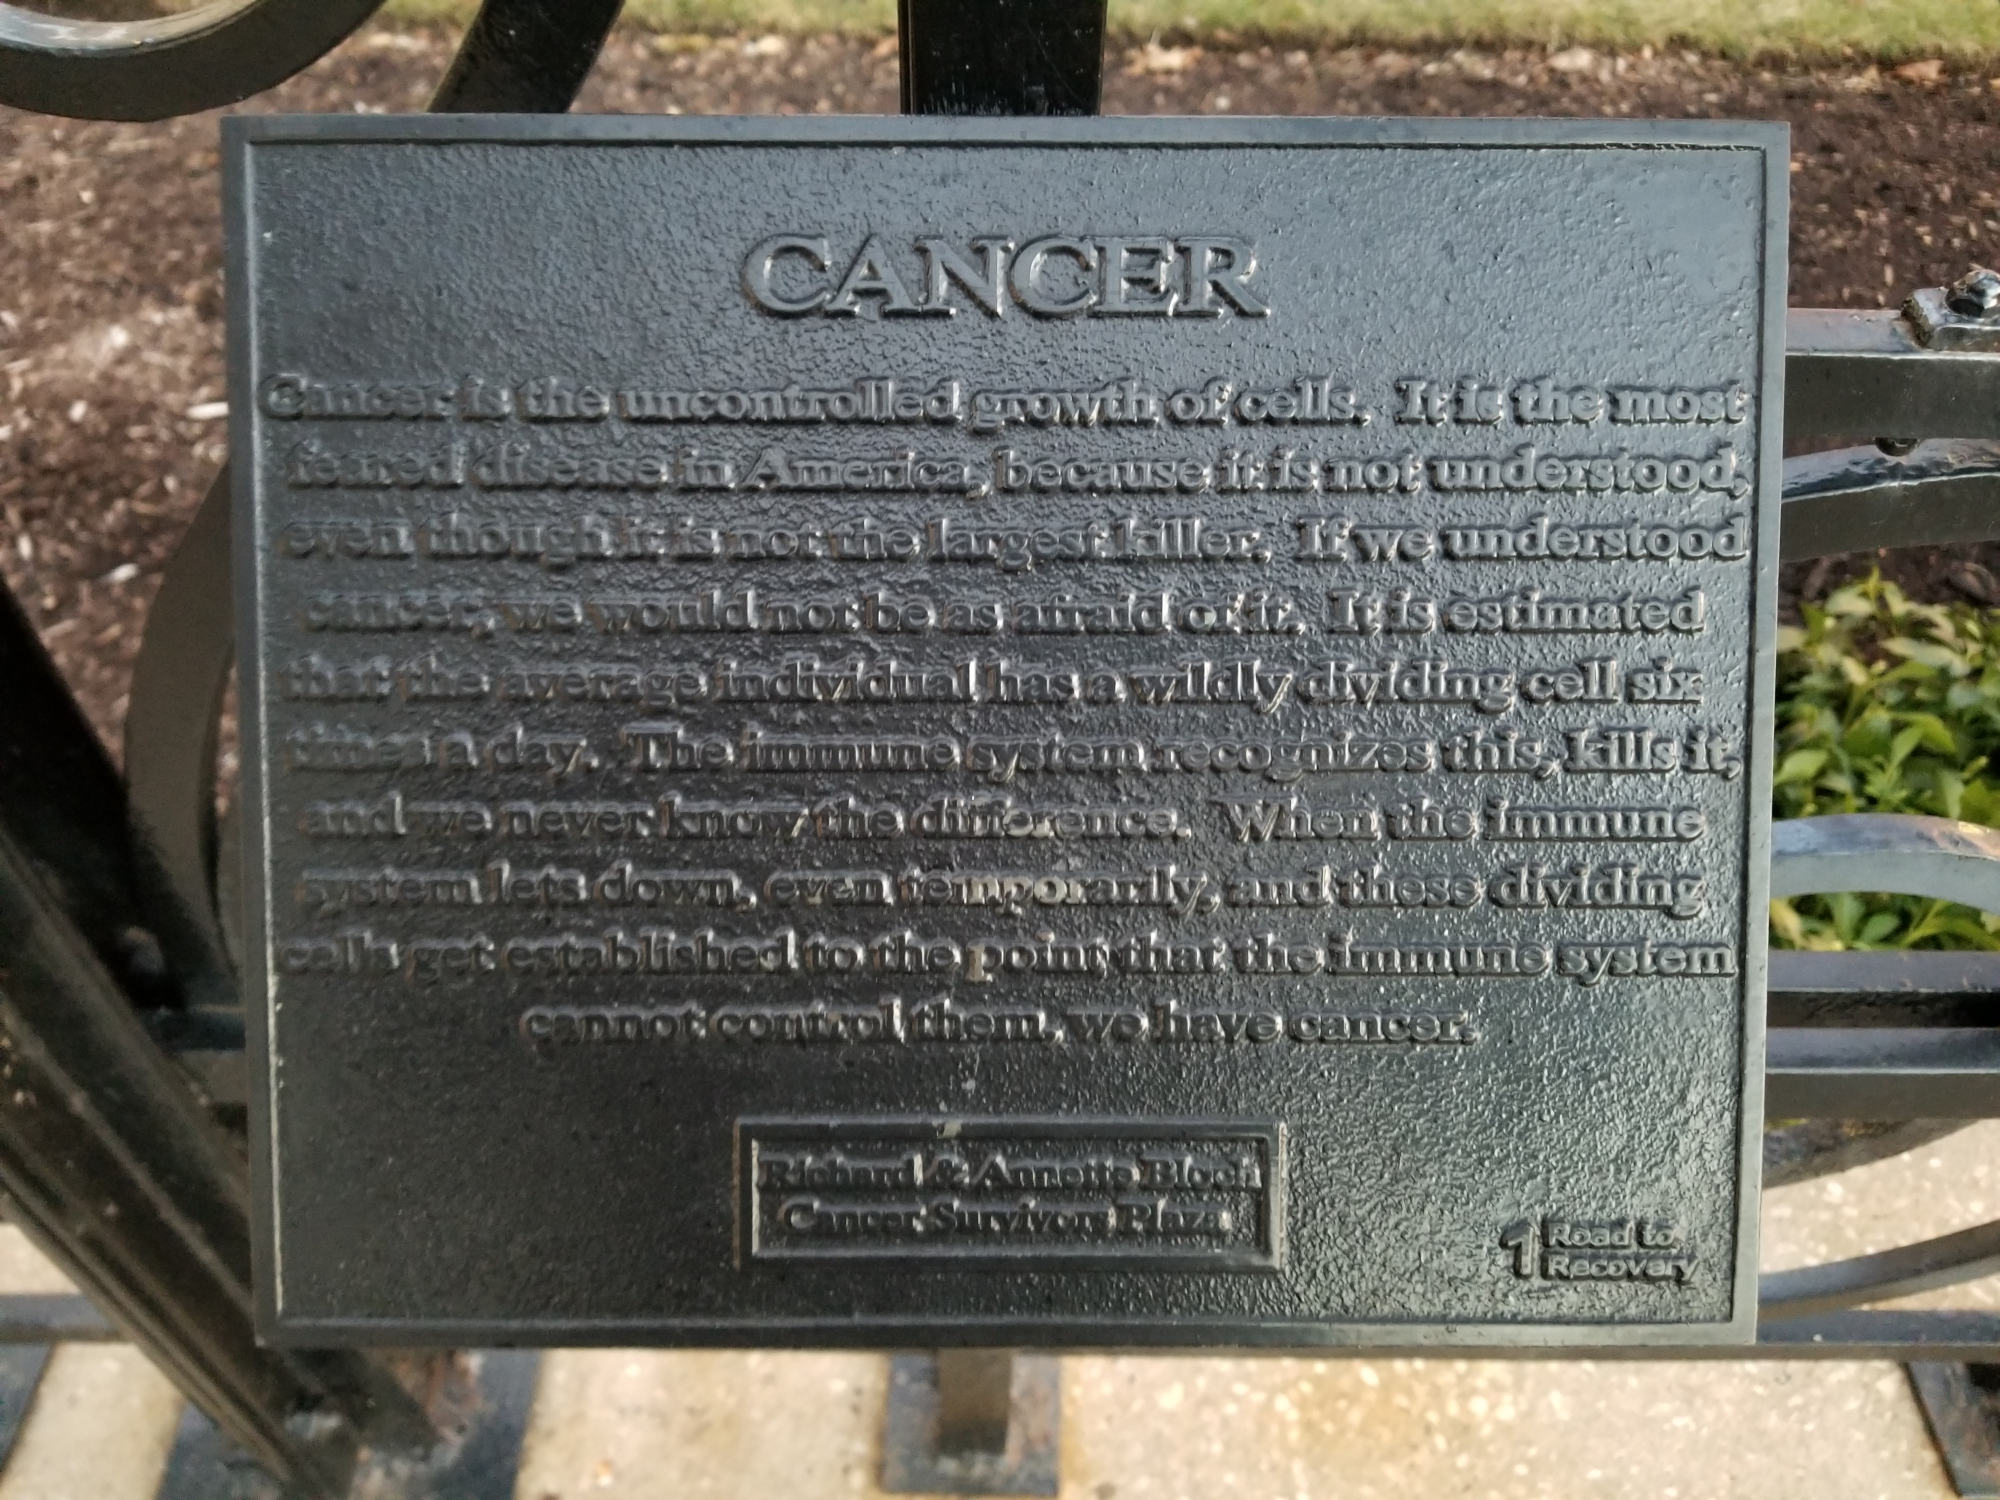 CANCER
Cancer is the uncontrolled growth of cells. It is the most
feared disease in America, because it is not understood,
even though it is not the largest killer. If we understood
cancer, we would not be as afraid of it. It is estimated
that the average individual has a wildly dividing cell six
times a day. The immune system recognizes this, kills it,
and we never know the difference. When the immune
system lets down, even temporarily, and these dividing
cells get established to the point that the immune system
cannot control them, we have cancer.
Richard & Annette Bloch
Cancer Survivors Plaza
1 Road to
Recovery